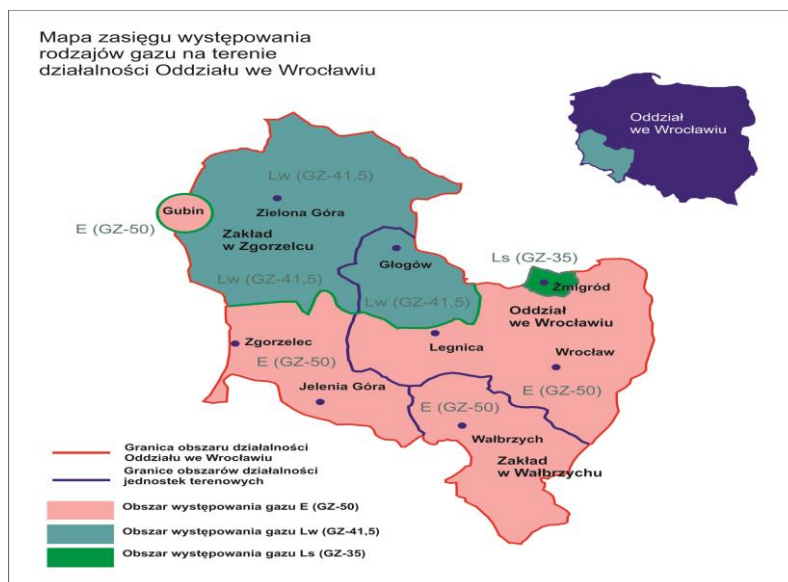 Mapa zasięgu występowania
rodzajów gazu na terenie
działalności Oddziału we Wrocławiu
Oddział
we Wrocławiu
Lw (GZ-41,5)
Gubin
Zielona Góra
E (GZ-50)
Zakład
w Zgorzelcu
Głogów
Ls (GZ-35)
Lw (GZ-41,5)
Żmigród
Lw (GZ-41,5)
Oddział
we Wrocławiu
Zgorzelec
Legnica
Wrocław
E (GZ-50)
Jelenia Góra
E (GZ-50)
E (GZ-50)
Wałbrzych
Zakład
w Wałbrzychu
Granica obszaru działalności
Oddziału we Wrocławiu
Granice obszarów działalności
jednostek terenowych
Obszar występowania gazu E (GZ-50)
Obszar występowania gazu Lw (GZ-41,5)
Obszar występowania gazu Ls (GZ-35)